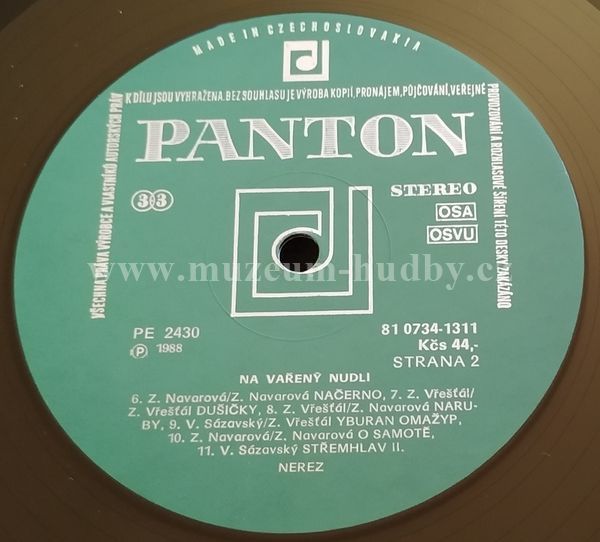 MADE IN CZECHOSLOVAKIA
VŠECHNA PRÁVA VÝROBCE A VLASTNÍKŮ AUTORSKÝCH PRÁV
K DÍLU JSOU VYHRAŽENA. BEZ SOUHLASU JE VÝROBA KOPIÍ, PRONÁJEM, PŮJČOVÁNÍ, VEŘEJNÉ
PROVOZOVÁNÍ A ROZHLASOVÉ ŠÍŘENÍ TÉTO DESKY ZAKÁZÁNO
PANTON
33
STEREO
OSA
OSVU
www.muzeum-hudby.cz
PE 2430
Ⓟ 1988
81 0734-1311
Kčs 44,-
STRANA 2
NA VAŘENÝ NUDLI
6. Z. Navarová/Z. Navarová NAČERNO, 7. Z. Vřešťál/
Z. Vřešťál DUŠIČKY, 8. Z. Vřešťál/Z. Navarová NARU-
BY, 9. V. Sázavský/Z. Vřešťál YBURAN OMAŽYP,
10. Z. Navarová/Z. Navarová O SAMOTĚ,
11. V. Sázavský STŘEMHLAV II.
NEREZ